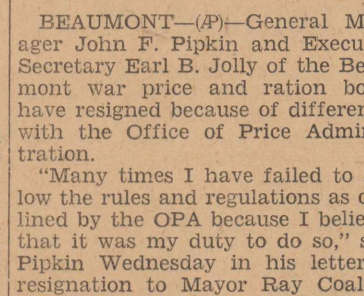 BEAUMONT—(AP)—General M
ager John F. Pipkin and Execu
Secretary Earl B. Jolly of the Be
mont war price and ration bo
have resigned because of differen
with the Office of Price Admi
tration.
"Many times I have failed to
low the rules and regulations as o
lined by the OPA because I belie
that it was my duty to do so," s
Pipkin Wednesday in his letter
resignation to Mayor Ray Coal